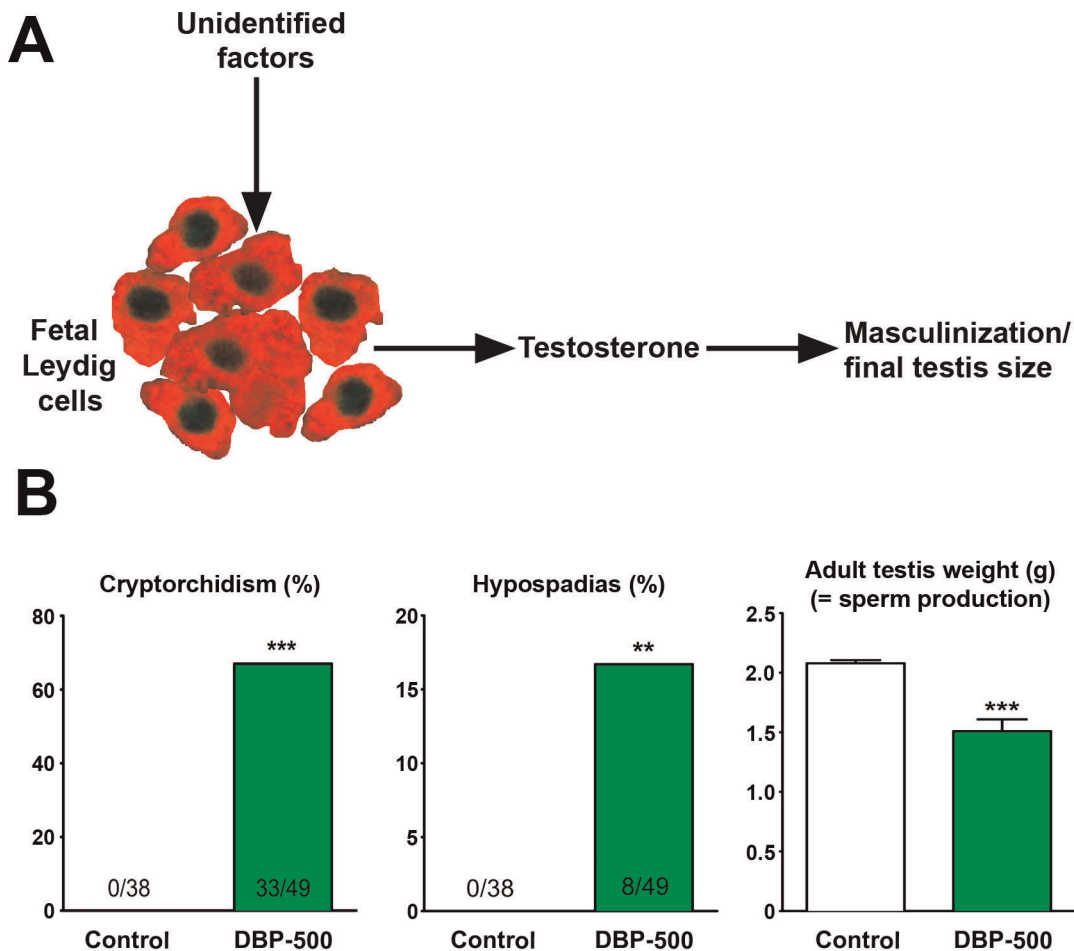 A
Unidentified
factors
Fetal
Leydig
cells
Testosterone
Masculinization/
final testis size
B
Cryptorchidism (%)
80
60
40
20
0
***
0/38
33/49
Control
DBP-500
Hypospadias (%)
20
15
10
5
0
**
0/38
8/49
Control
DBP-500
Adult testis weight (g)
(= sperm production)
2.5
2.0
1.5
1.0
0.5
0
***
Control
DBP-500